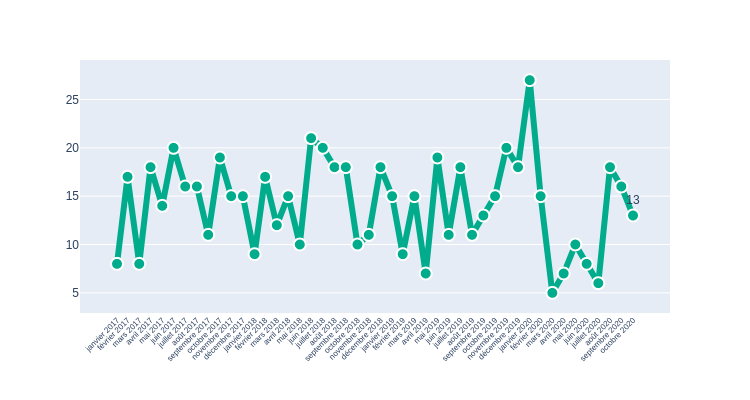 25
20
15
10
5
13
janvier 2017
février 2017
mars 2017
avril 2017
mai 2017
juin 2017
juillet 2017
août 2017
septembre 2017
octobre 2017
novembre 2017
décembre 2017
janvier 2018
février 2018
mars 2018
avril 2018
mai 2018
juin 2018
juillet 2018
août 2018
septembre 2018
octobre 2018
novembre 2018
décembre 2018
janvier 2019
février 2019
mars 2019
avril 2019
mai 2019
juin 2019
juillet 2019
août 2019
septembre 2019
octobre 2019
novembre 2019
décembre 2019
janvier 2020
février 2020
mars 2020
avril 2020
mai 2020
juin 2020
juillet 2020
août 2020
septembre 2020
octobre 2020